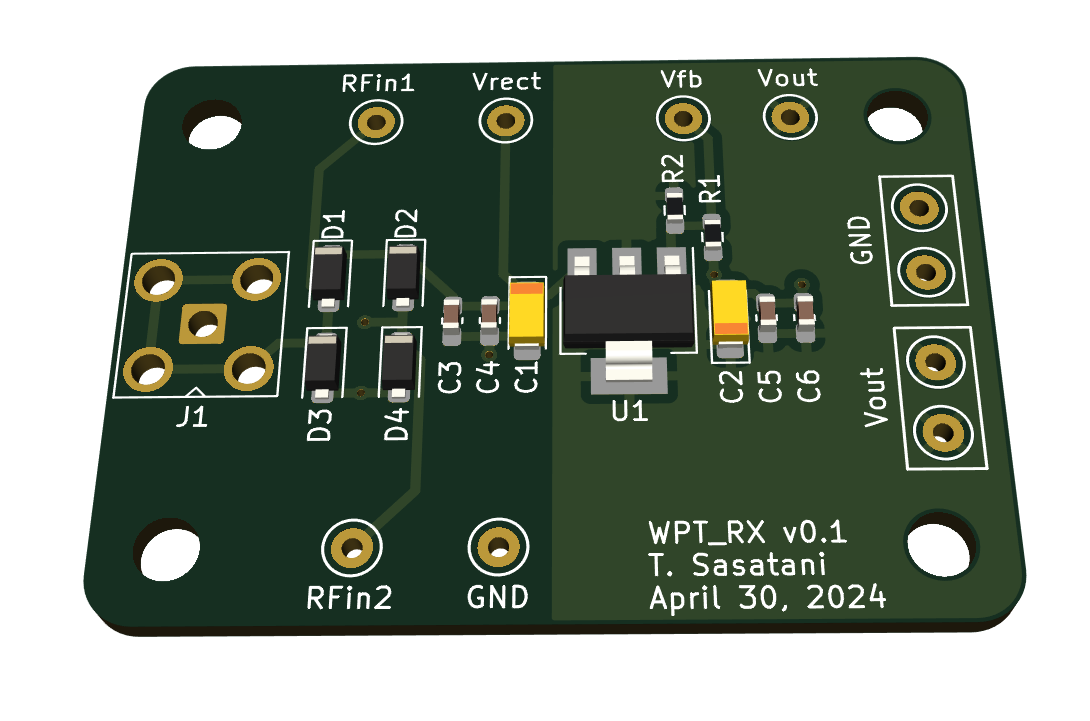 RFin1
Vrect
Vfb
Vout
R2
R1
D1
D2
GND
J1
D3
D4
C3
C4
C1
U1
C2
C5
C6
Vout
RFin2
GND
WPT_RX v0.1
T. Sasatani
April 30, 2024